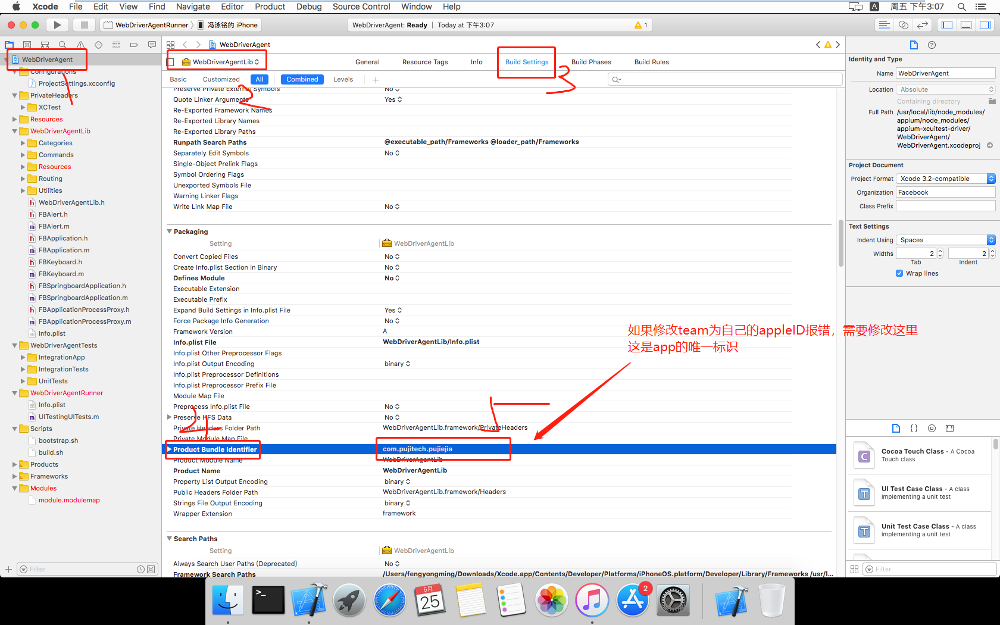 Xcode File Edit View Find Navigate Editor Product Debug Source Control Window Help
A 周五 下午3:07
WebDriverAgentRunner 冯泳铭的 iPhone
WebDriverAgent: Ready Today at 下午3:07
1
WebDriverAgent
WebDriverAgent
Configurations
ProjectSettings.xcconfig
PrivateHeaders
XCTest
Resources
WebDriverAgentLib
Categories
Commands
Resources
Routing
Utilities
WebDriverAgentLib.h
FBAlert.h
FBAlert.m
FBApplication.h
FBApplication.m
FBKeyboard.h
FBKeyboard.m
FBSpringboardApplication.h
FBSpringboardApplication.m
FBApplicationProcessProxy.h
FBApplicationProcessProxy.m
Info.plist
WebDriverAgentTests
IntegrationApp
IntegrationTests
UnitTests
WebDriverAgentRunner
Info.plist
UITestingUITests.m
Scripts
bootstrap.sh
build.sh
Products
Frameworks
Modules
module.modulemap
Filter
WebDriverAgentLib
General Resource Tags Info Build Settings Build Phases Build Rules
Basic Customized All Combined Levels
1
2
3
4
5
Preserve Private External Symbols No
Quote Linker Arguments Yes
Re-Exported Framework Names
Re-Exported Library Names
Re-Exported Library Paths
Runpath Search Paths @executable_path/Frameworks @loader_path/Frameworks
Separately Edit Symbols No
Single-Object Prelink Flags
Symbol Ordering Flags
Unexported Symbols File
Warning Linker Flags
Write Link Map File No
Packaging
Setting WebDriverAgentLib
Convert Copied Files No
Create Info.plist Section in Binary No
Defines Module No
Executable Extension
Executable Prefix
Expand Build Settings in Info.plist File Yes
Force Package Info Generation No
Framework Version A
Info.plist File WebDriverAgentLib/Info.plist
Info.plist Other Preprocessor Flags
Info.plist Output Encoding binary
Info.plist Preprocessor Definitions
Info.plist Preprocessor Prefix File
Module Map File
Preprocess Info.plist File No
Preserve HFS Data No
Private Headers Folder Path WebDriverAgentLib.framework/PrivateHeaders
Private Module Map File
Product Bundle Identifier com.pujitech.pujiejia
Product Module Name WebDriverAgentLib
Product Name WebDriverAgentLib
Property List Output Encoding binary
Public Headers Folder Path WebDriverAgentLib.framework/Headers
Strings File Output Encoding binary
Wrapper Extension framework
如果修改team为自己的appleID报错，需要修改这里
这是app的唯一标识
Search Paths
Setting WebDriverAgentLib
Always Search User Paths (Deprecated) No
Framework Search Paths /Users/fengyongming/Downloads/Xcode.app/Contents/Developer/Platforms/iPhoneOS.platform/Developer/Library/Frameworks /usr/l...
Identity and Type
Name WebDriverAgent
Location Absolute
Containing directory
Full Path /usr/local/lib/node_modules/
appium/node_modules/
appium-xcuitest-driver/
WebDriverAgent/
WebDriverAgent.xcodeproj
Project Document
Project Format Xcode 3.2-compatible
Organization Facebook
Class Prefix
Text Settings
Indent Using Spaces
Widths 2 2
Tab Indent
Wrap lines
C
Cocoa Touch Class - A Cocoa
Touch class
T
UI Test Case Class - A class
implementing a unit test
T
Unit Test Case Class - A class
implementing a unit test
Filter
5月
25
2